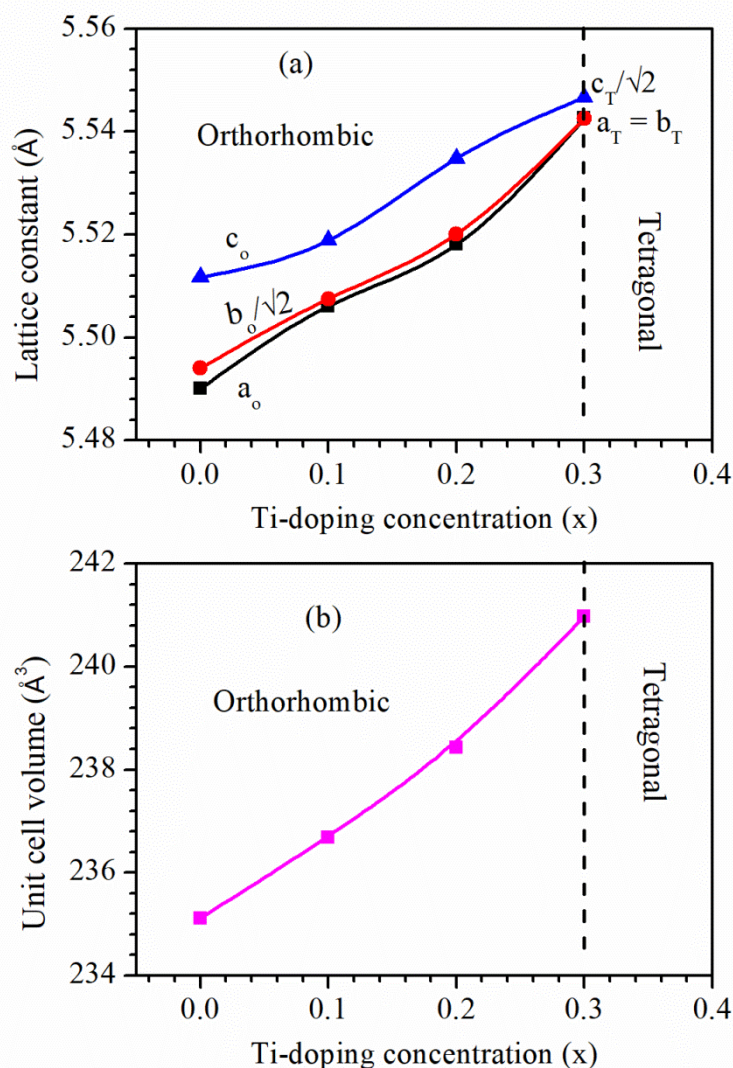 5.56
(a)
c_T/√2
5.54
a_T = b_T
Orthorhombic
Lattice constant (Å)
5.52
c_o
Tetragonal
b_o/√2
5.50
a_o
5.48
0.0 0.1 0.2 0.3 0.4
Ti-doping concentration (x)
242
(b)
Unit cell volume (Å³)
240
Orthorhombic
Tetragonal
238
236
234
0.0 0.1 0.2 0.3 0.4
Ti-doping concentration (x)